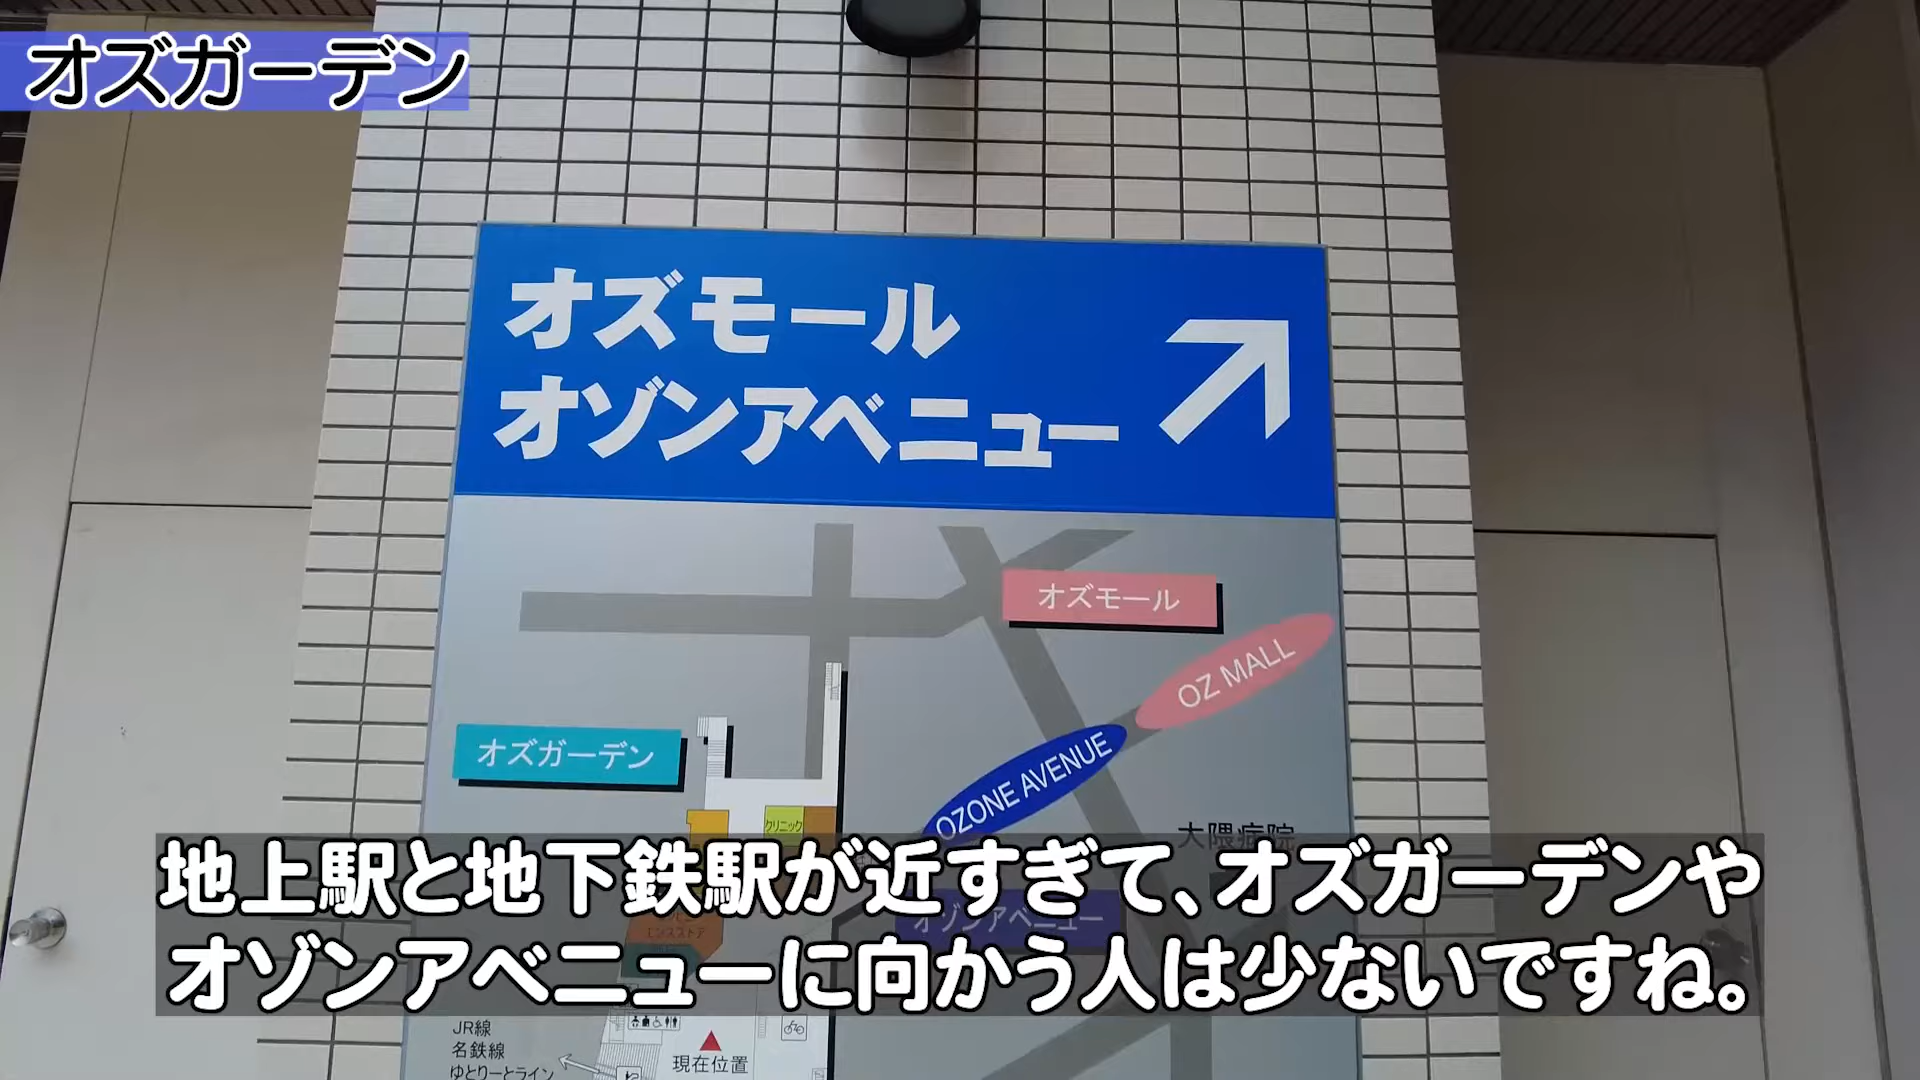 オズガーデン
オズモール
オゾンアベニュー
オズモール
OZ MALL
オズガーデン
OZONE AVENUE
クリニック
大隈病院
地上駅と地下鉄駅が近すぎて、オズガーデンや
オゾンアベニュー
オゾンアベニューに向かう人は少ないですね。
JR線
名鉄線
ゆとりーとライン
現在位置